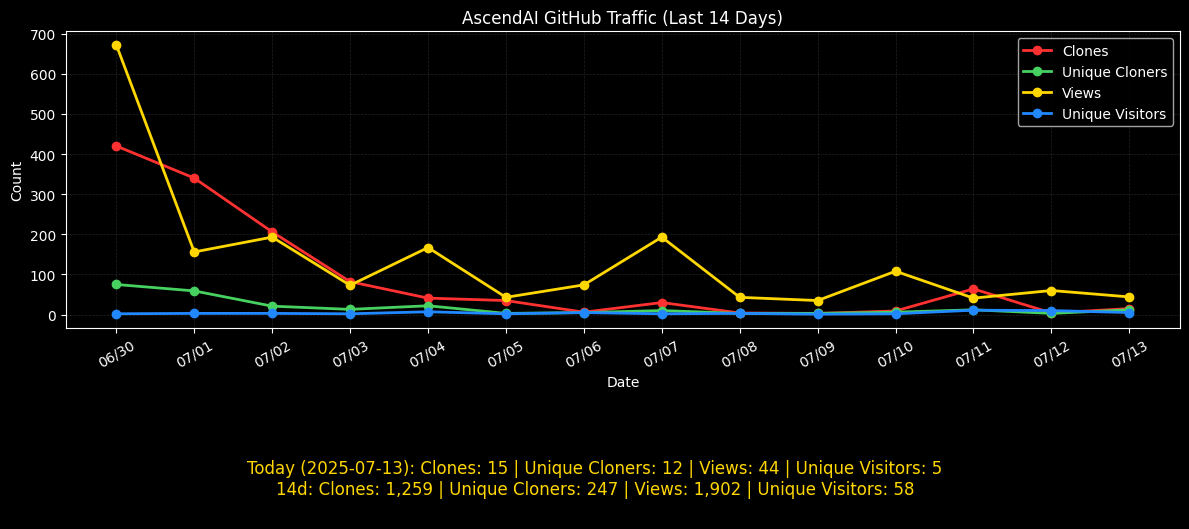 AscendAI GitHub Traffic (Last 14 Days)
700
600
500
400
300
200
100
0
Count
Clones
Unique Cloners
Views
Unique Visitors
06/30
07/01
07/02
07/03
07/04
07/05
07/06
07/07
07/08
07/09
07/10
07/11
07/12
07/13
Date
Today (2025-07-13): Clones: 15 | Unique Cloners: 12 | Views: 44 | Unique Visitors: 5
14d: Clones: 1,259 | Unique Cloners: 247 | Views: 1,902 | Unique Visitors: 58